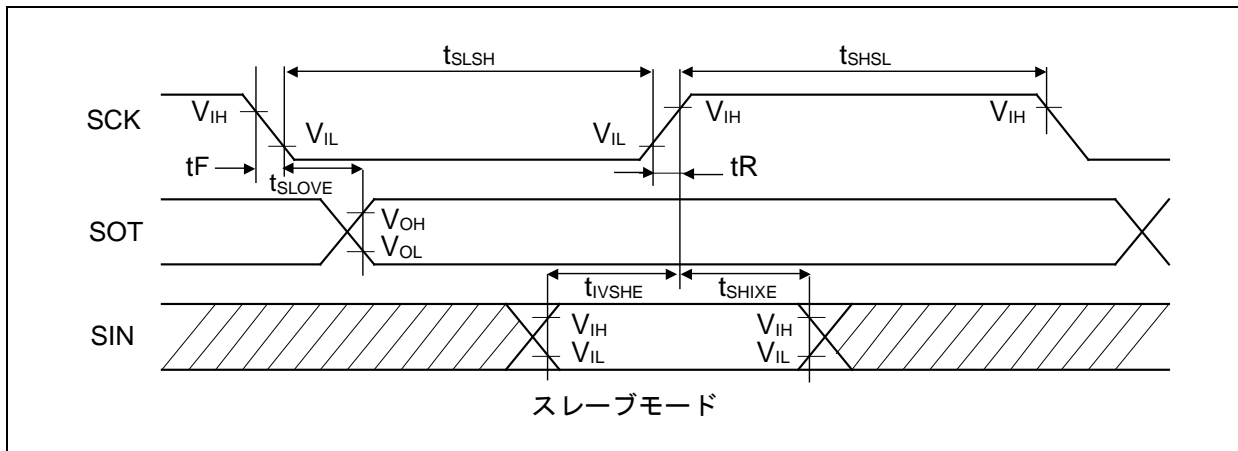 tSLSH
tSHSL
SCK
VIH
VIL
VIL
VIH
VIH
tF
tSLOVE
tR
SOT
VOH
VOL
tIVSHE
tSHIXE
SIN
VIH
VIL
VIH
VIL
スレーブモード